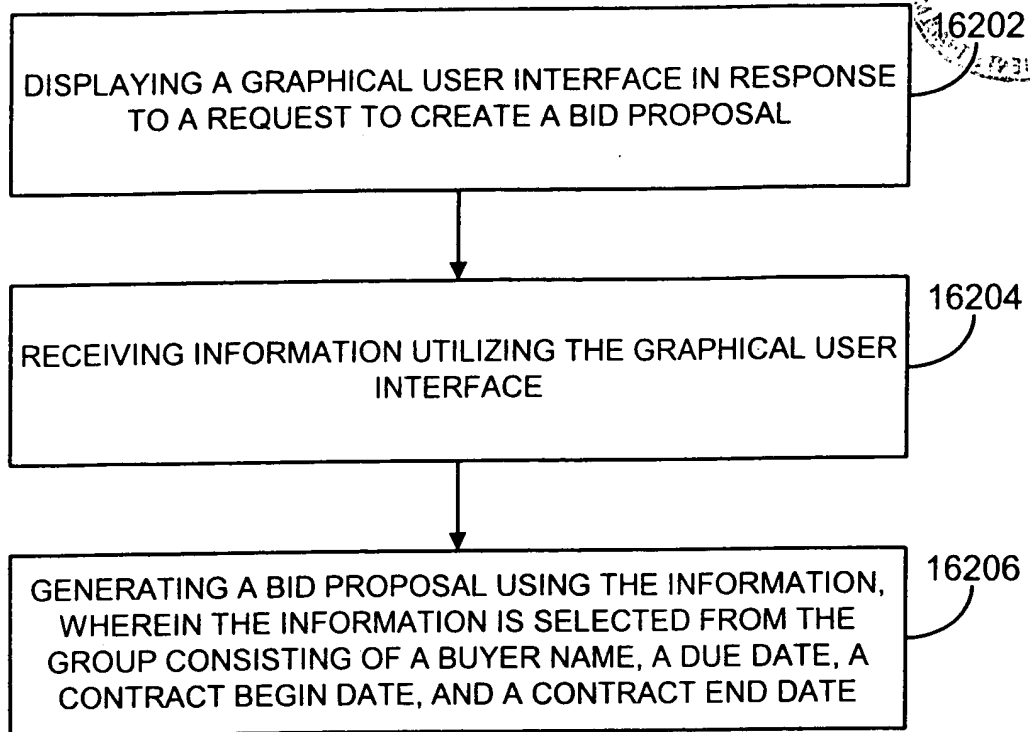 16202
DISPLAYING A GRAPHICAL USER INTERFACE IN RESPONSE
TO A REQUEST TO CREATE A BID PROPOSAL
16204
RECEIVING INFORMATION UTILIZING THE GRAPHICAL USER
INTERFACE
16206
GENERATING A BID PROPOSAL USING THE INFORMATION,
WHEREIN THE INFORMATION IS SELECTED FROM THE
GROUP CONSISTING OF A BUYER NAME, A DUE DATE, A
CONTRACT BEGIN DATE, AND A CONTRACT END DATE